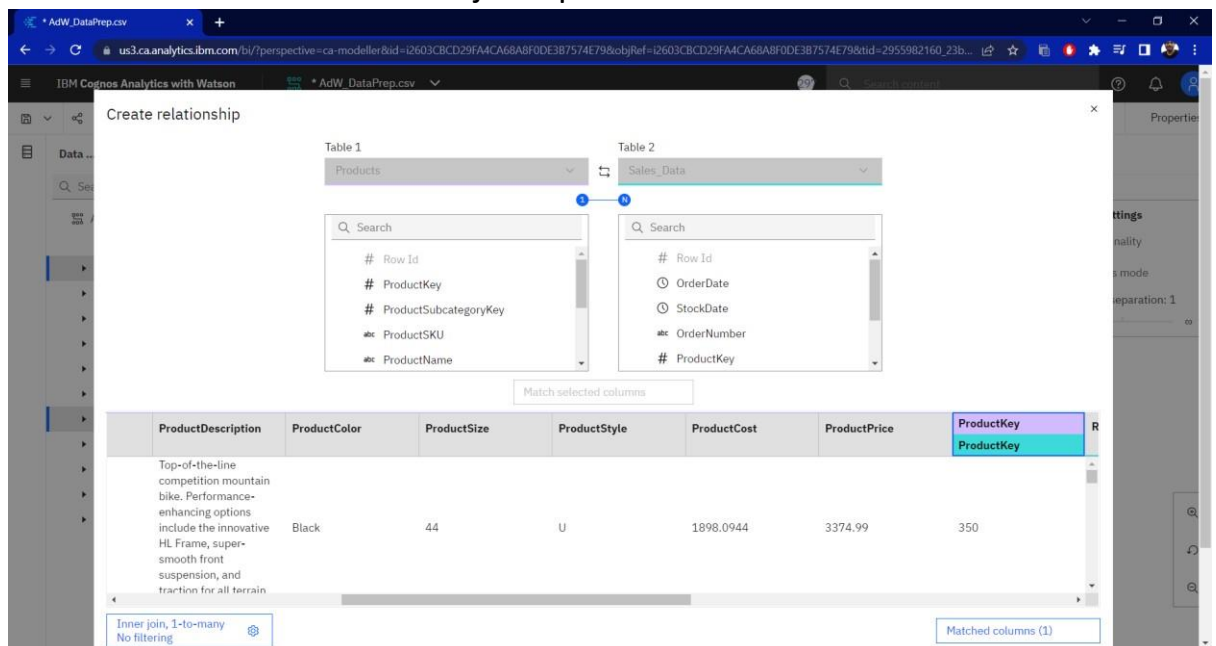 * AdW_DataPrep.csv
us3.ca.analytics.ibm.com/bi/?perspective=ca-modeller&id=i2603CBCD29FA4CA68A8F0DE3B7574E79&objRef=i2603CBCD29FA4CA68A8F0DE3B7574E79&tid=2955982160_23b...
IBM Cognos Analytics with Watson
* AdW_DataPrep.csv
Search content
Create relationship
Data ...
Table 1
Table 2
Products
Sales_Data
1
N
Search
Search
# Row Id
# Row Id
# ProductKey
OrderDate
# ProductSubcategoryKey
StockDate
abc ProductSKU
abc OrderNumber
abc ProductName
# ProductKey
Match selected columns
separation: 1
ProductDescription
ProductColor
ProductSize
ProductStyle
ProductCost
ProductPrice
ProductKey
ProductKey
R
Top-of-the-line
competition mountain
bike. Performance-
enhancing options
include the innovative
HL Frame, super-
smooth front
suspension, and
traction for all terrain
Black
44
U
1898.0944
3374.99
350
Inner join, 1-to-many
No filtering
Matched columns (1)